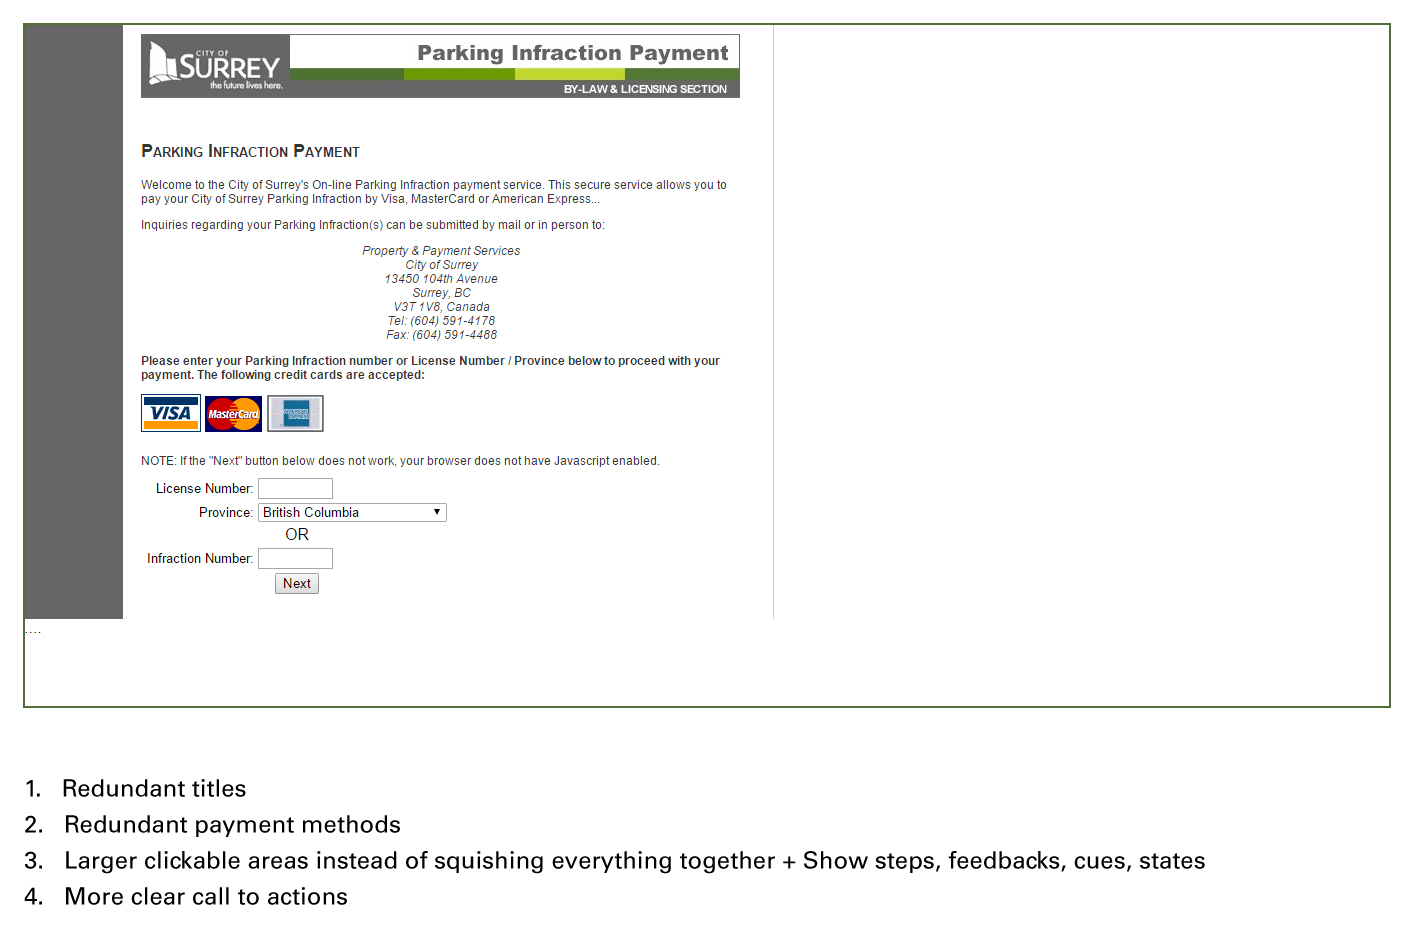 CITY OF
SURREY
the future lives here.
Parking Infraction Payment
BY-LAW & LICENSING SECTION
PARKING INFRACTION PAYMENT
Welcome to the City of Surrey's On-line Parking Infraction payment service. This secure service allows you to
pay your City of Surrey Parking Infraction by Visa, MasterCard or American Express...
Inquiries regarding your Parking Infraction(s) can be submitted by mail or in person to:
Property & Payment Services
City of Surrey
13450 104th Avenue
Surrey, BC
V3T 1V8, Canada
Tel: (604) 591-4178
Fax: (604) 591-4488
Please enter your Parking Infraction number or License Number / Province below to proceed with your
payment. The following credit cards are accepted:
VISA MasterCard AMERICAN EXPRESS
NOTE: If the "Next" button below does not work, your browser does not have Javascript enabled.
License Number:
Province: British Columbia
OR
Infraction Number:
Next
....
1. Redundant titles
2. Redundant payment methods
3. Larger clickable areas instead of squishing everything together + Show steps, feedbacks, cues, states
4. More clear call to actions